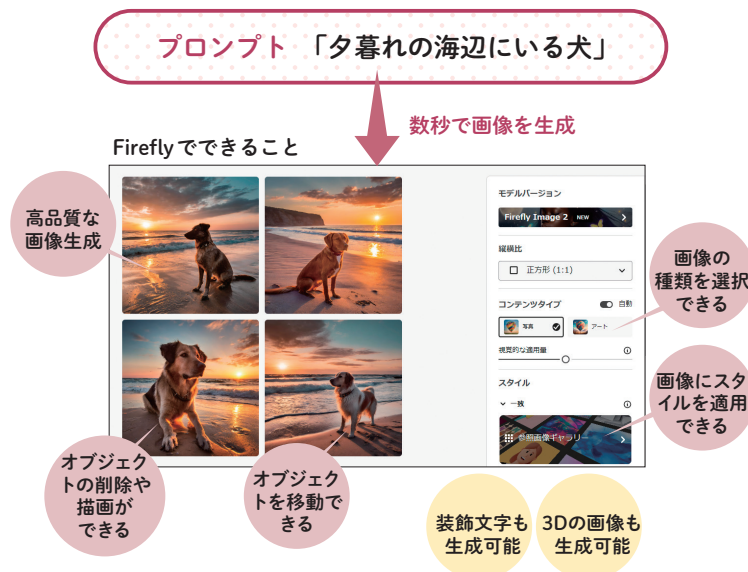 プロンプト 「夕暮れの海辺にいる犬」
数秒で画像を生成
Fireflyでできること
高品質な
画像生成
モデルバージョン
Firefly Image 2 NEW
縦横比
正方形 (1:1)
コンテンツタイプ 自動
写真 アート
視覚的な適用量
スタイル
一致
参照画像ギャラリー
画像の
種類を選択
できる
画像にスタ
イルを適用
できる
オブジェク
トの削除や
描画が
できる
オブジェク
トを移動で
きる
装飾文字も
生成可能
3Dの画像も
生成可能